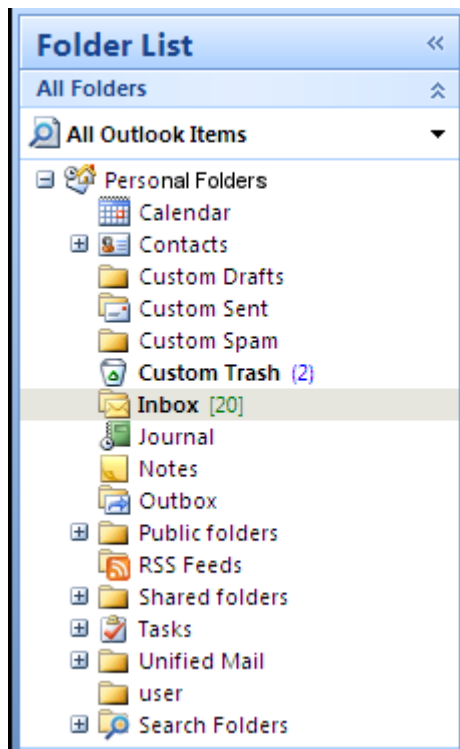 Folder List
All Folders
All Outlook Items
Personal Folders
Calendar
Contacts
Custom Drafts
Custom Sent
Custom Spam
Custom Trash (2)
Inbox [20]
Journal
Notes
Outbox
Public folders
RSS Feeds
Shared folders
Tasks
Unified Mail
user
Search Folders